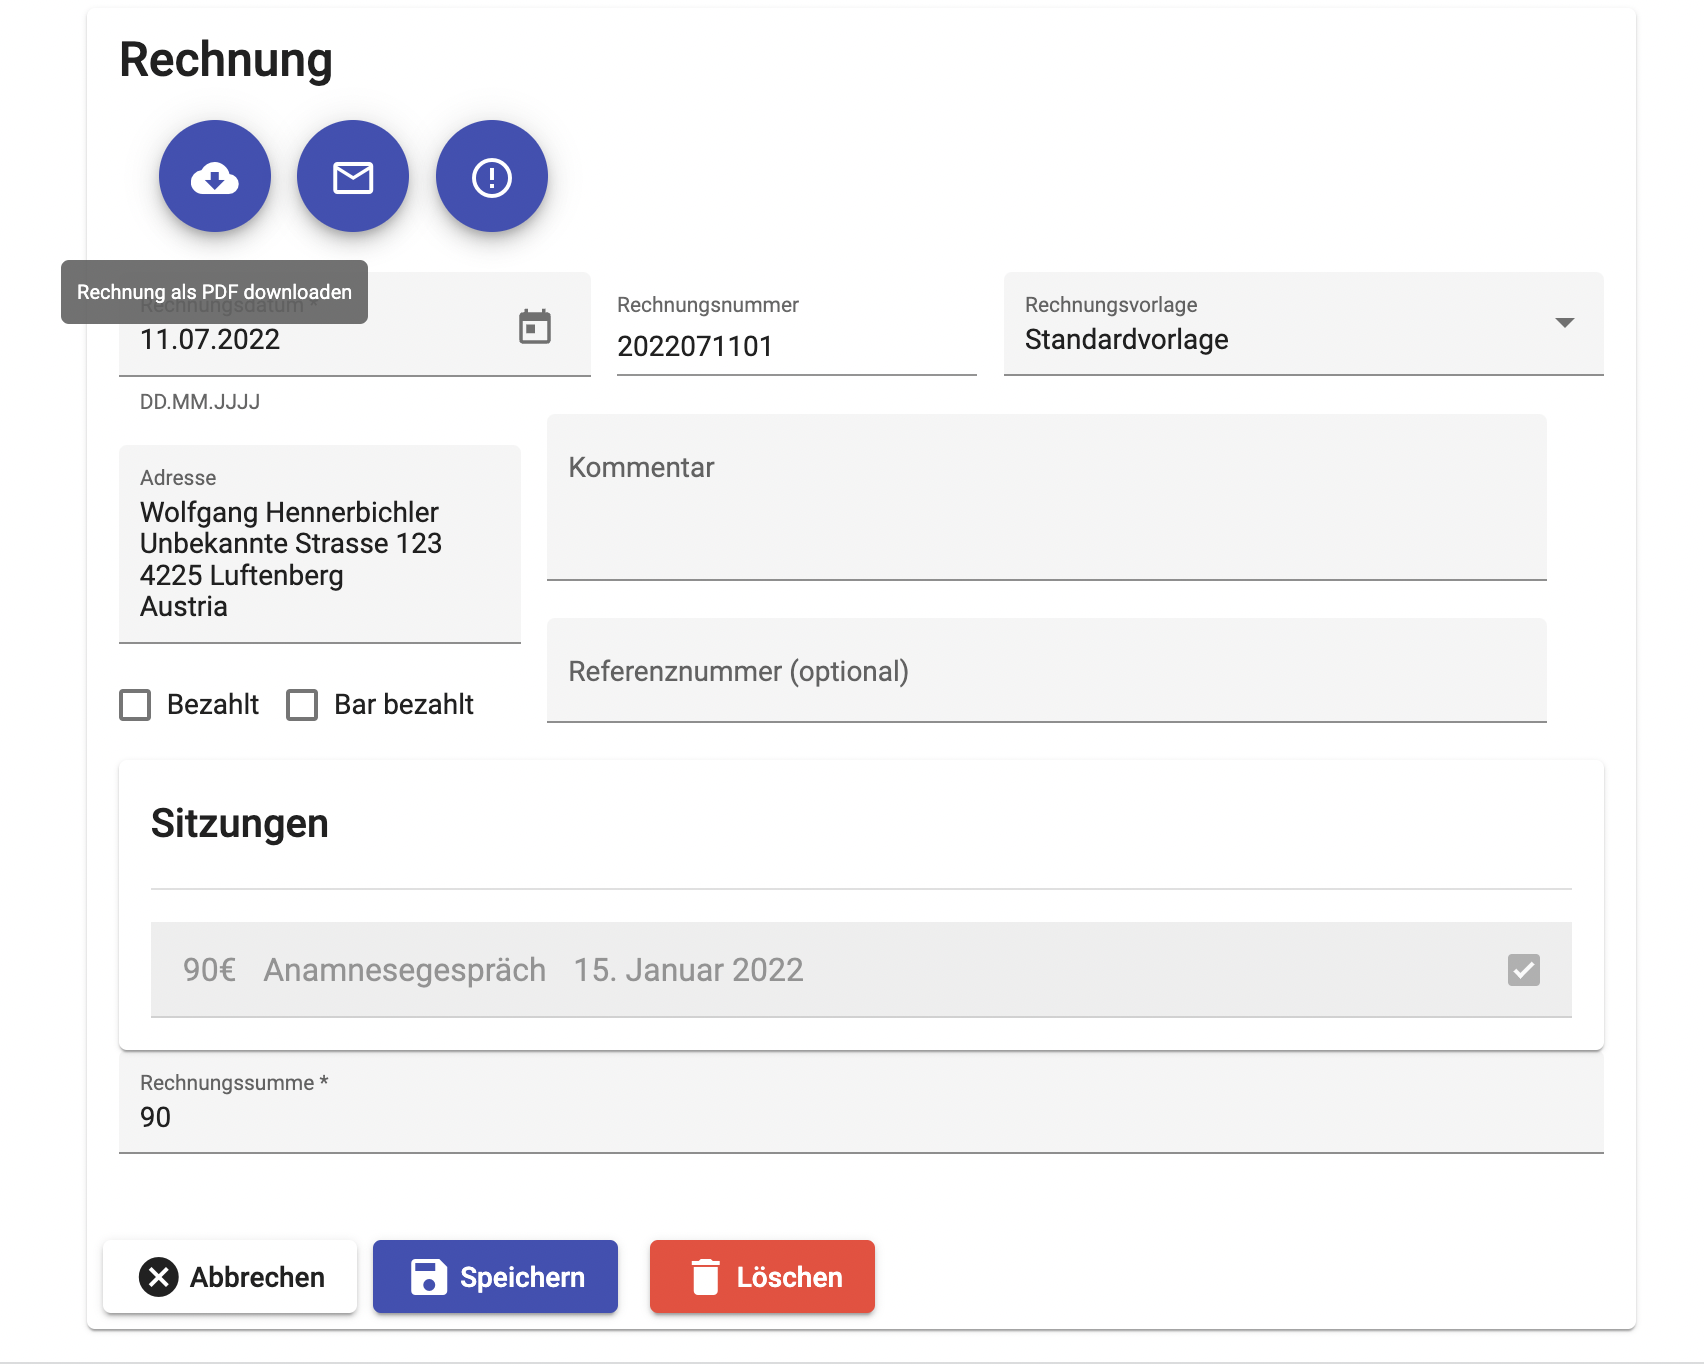 Rechnung
Rechnung als PDF downloaden
Rechnungsdatum *
11.07.2022
DD.MM.JJJJ
Rechnungsnummer
2022071101
Rechnungsvorlage
Standardvorlage
Adresse
Wolfgang Hennerbichler
Unbekannte Strasse 123
4225 Luftenberg
Austria
Kommentar
Referenznummer (optional)
Bezahlt
Bar bezahlt
Sitzungen
90€ Anamnesegespräch 15. Januar 2022
Rechnungssumme *
90
Abbrechen
Speichern
Löschen